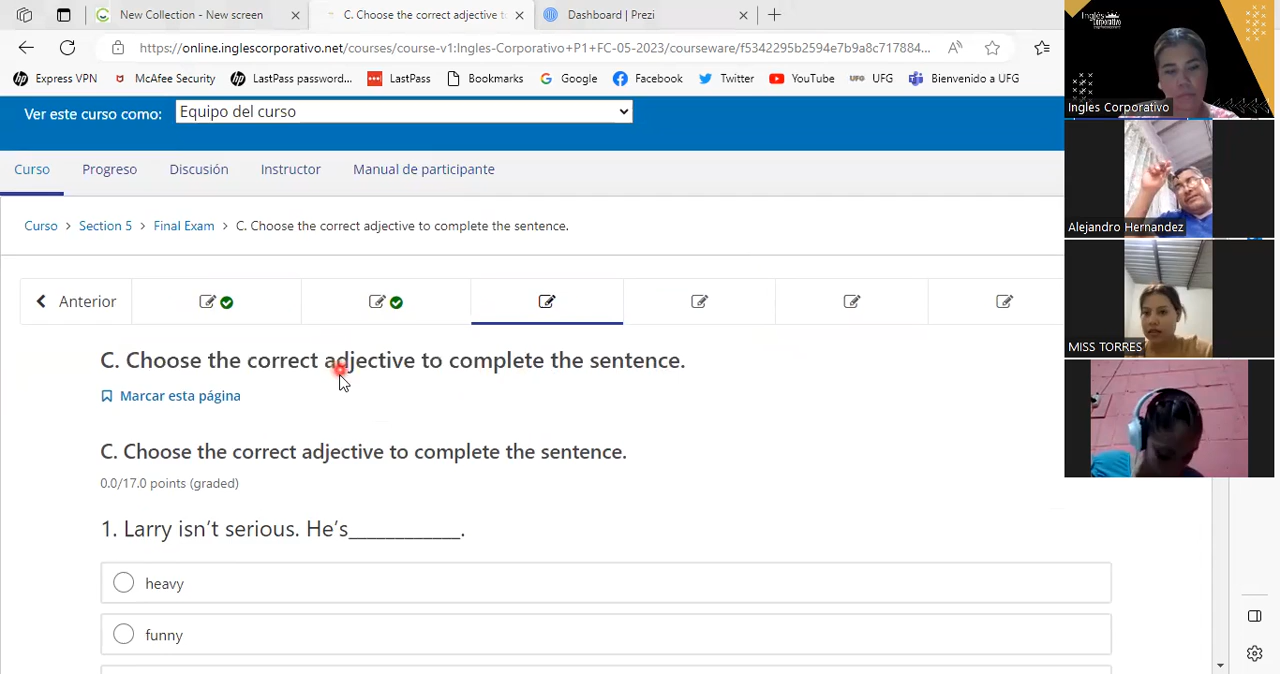 New Collection - New screen
C. Choose the correct adjective to
Dashboard | Prezi
https://online.inglescorporativo.net/courses/course-v1:Ingles-Corporativo+P1+FC-05-2023/courseware/f5342295b2594e7b9a8c717884...
Express VPN
McAfee Security
LastPass password...
LastPass
Bookmarks
Google
Facebook
Twitter
YouTube
UFG
Bienvenido a UFG
Ver este curso como:
Equipo del curso
Curso
Progreso
Discusión
Instructor
Manual de participante
Curso > Section 5 > Final Exam > C. Choose the correct adjective to complete the sentence.
Anterior
C. Choose the correct adjective to complete the sentence.
Marcar esta página
C. Choose the correct adjective to complete the sentence.
0.0/17.0 points (graded)
1. Larry isn't serious. He's____________.
heavy
funny
Inglés
Corporativo
Ingles Corporativo
Alejandro Hernandez
MISS TORRES